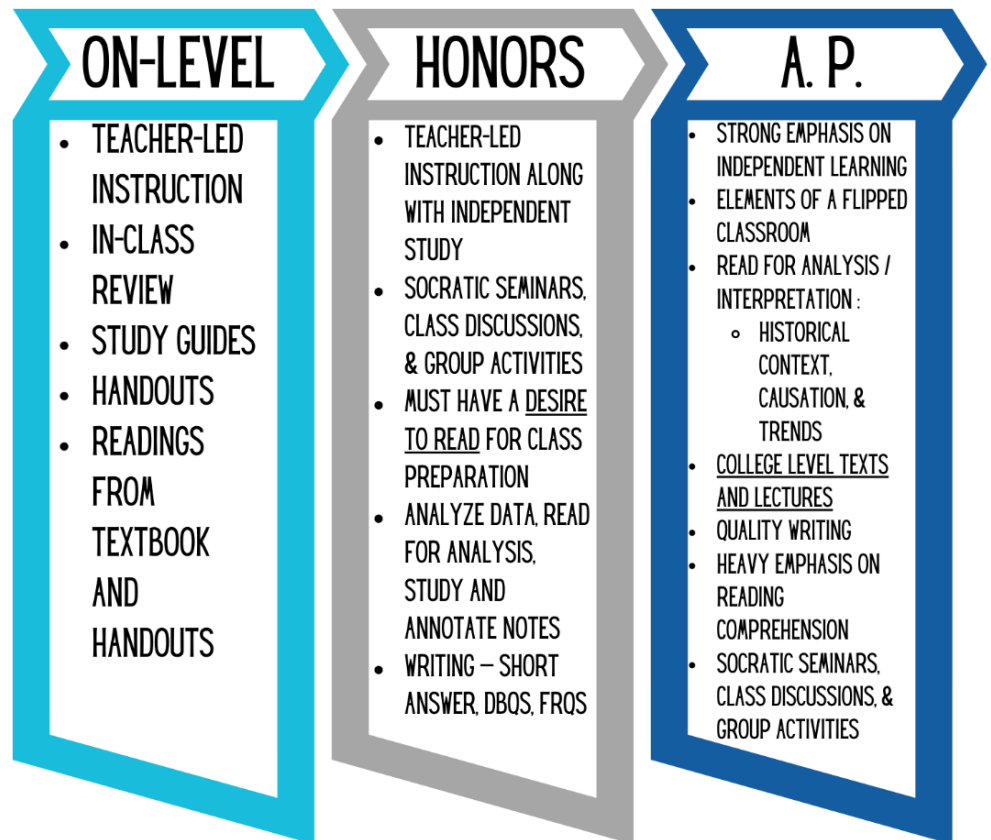 ON-LEVEL
• TEACHER-LED
INSTRUCTION
• IN-CLASS
REVIEW
• STUDY GUIDES
• HANDOUTS
• READINGS
FROM
TEXTBOOK
AND
HANDOUTS
HONORS
• TEACHER-LED
INSTRUCTION ALONG
WITH INDEPENDENT
STUDY
• SOCRATIC SEMINARS,
CLASS DISCUSSIONS,
& GROUP ACTIVITIES
• MUST HAVE A DESIRE
TO READ FOR CLASS
PREPARATION
• ANALYZE DATA, READ
FOR ANALYSIS,
STUDY AND
ANNOTATE NOTES
• WRITING – SHORT
ANSWER, DBQS, FRQS
A. P.
• STRONG EMPHASIS ON
INDEPENDENT LEARNING
• ELEMENTS OF A FLIPPED
CLASSROOM
• READ FOR ANALYSIS /
INTERPRETATION :
○ HISTORICAL
CONTEXT,
CAUSATION, &
TRENDS
• COLLEGE LEVEL TEXTS
AND LECTURES
• QUALITY WRITING
• HEAVY EMPHASIS ON
READING
COMPREHENSION
• SOCRATIC SEMINARS,
CLASS DISCUSSIONS, &
GROUP ACTIVITIES